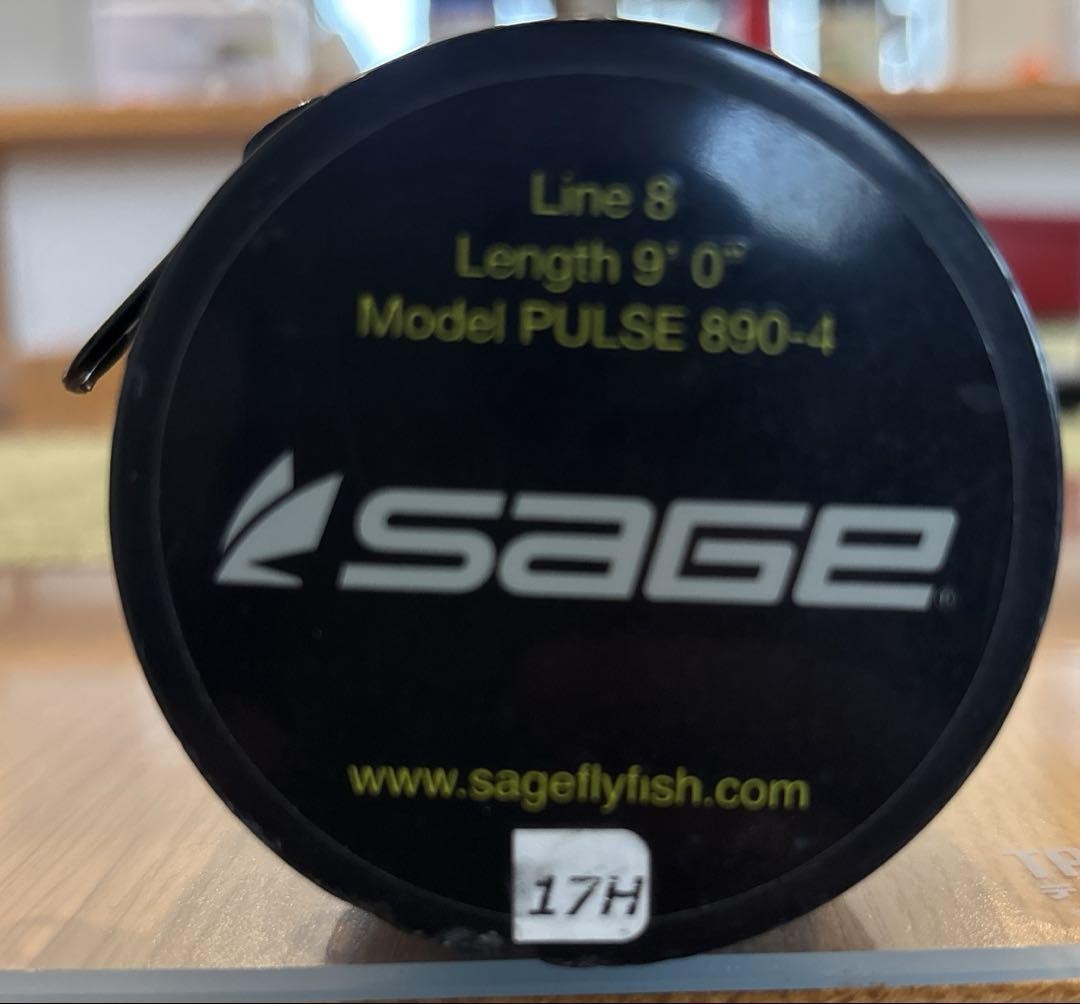 Line 8
Length 9' 0"
Model PULSE 890-4
sage®
www.sageflyfish.com
17H